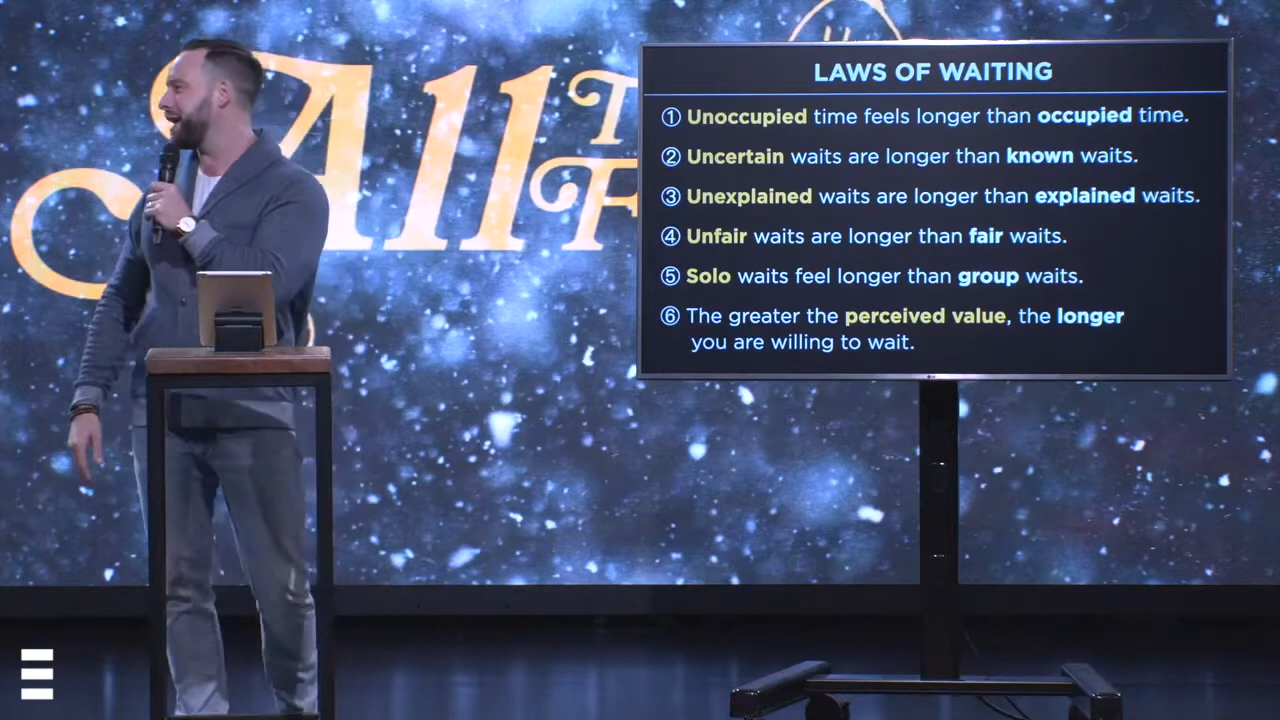 All
LAWS OF WAITING
① Unoccupied time feels longer than occupied time.
② Uncertain waits are longer than known waits.
③ Unexplained waits are longer than explained waits.
④ Unfair waits are longer than fair waits.
⑤ Solo waits feel longer than group waits.
⑥ The greater the perceived value, the longer
you are willing to wait.
LG